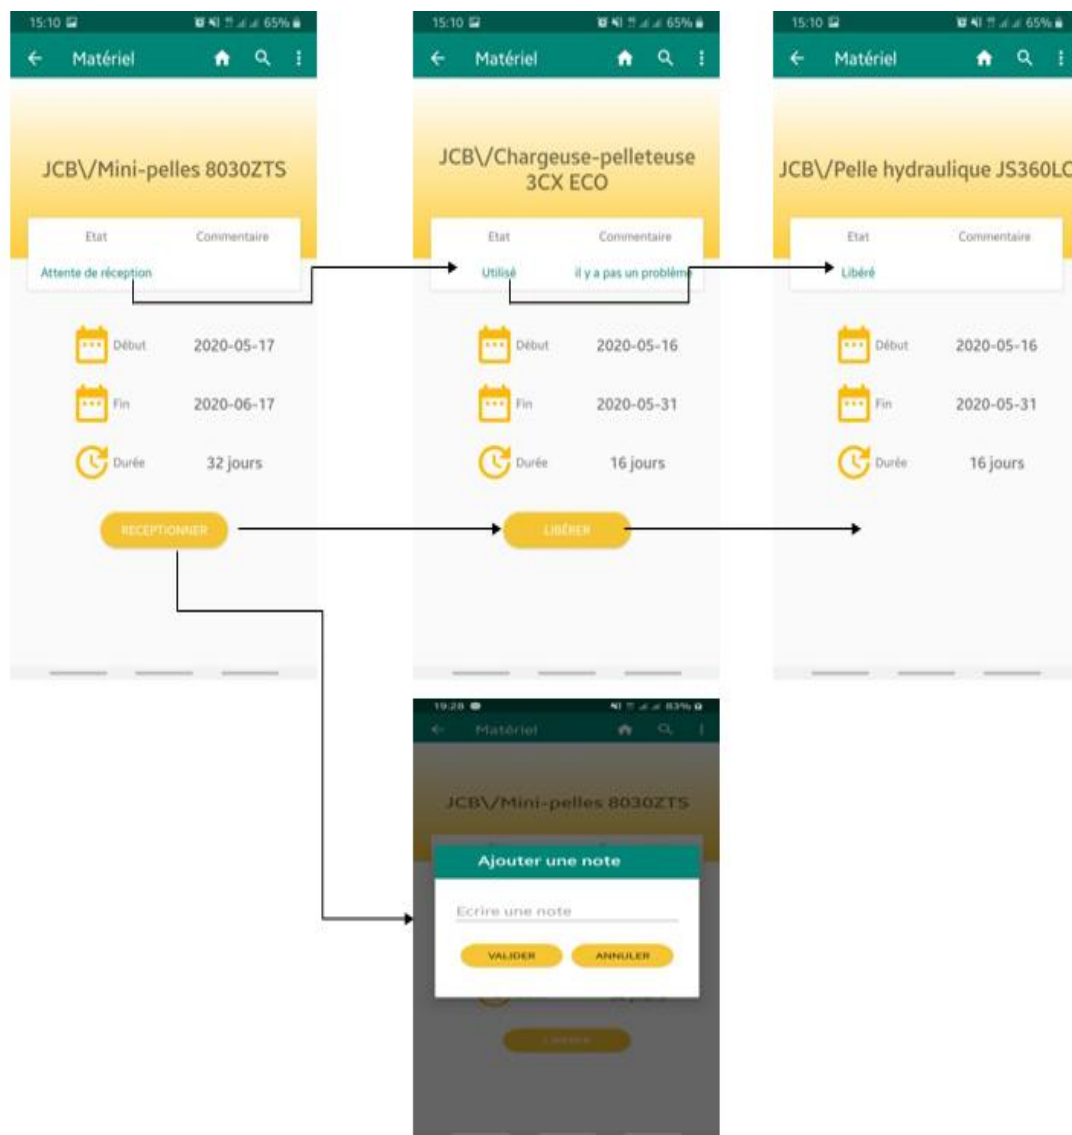 15:10 65%
Matériel
JCB\/Mini-pelles 8030ZTS
Etat Commentaire
Attente de réception
Début 2020-05-17
Fin 2020-06-17
Durée 32 jours
RECEPTIONNER
15:10 65%
Matériel
JCB\/Chargeuse-pelleteuse
3CX ECO
Etat Commentaire
Utilisé il y a pas un problème
Début 2020-05-16
Fin 2020-05-31
Durée 16 jours
LIBÉRER
15:10 65%
Matériel
JCB\/Pelle hydraulique JS360LC
Etat Commentaire
Libéré
Début 2020-05-16
Fin 2020-05-31
Durée 16 jours
19:28 83%
Matériel
JCB\/Mini-pelles 8030ZTS
Ajouter une note
Ecrire une note
VALIDER ANNULER
LIBÉRER